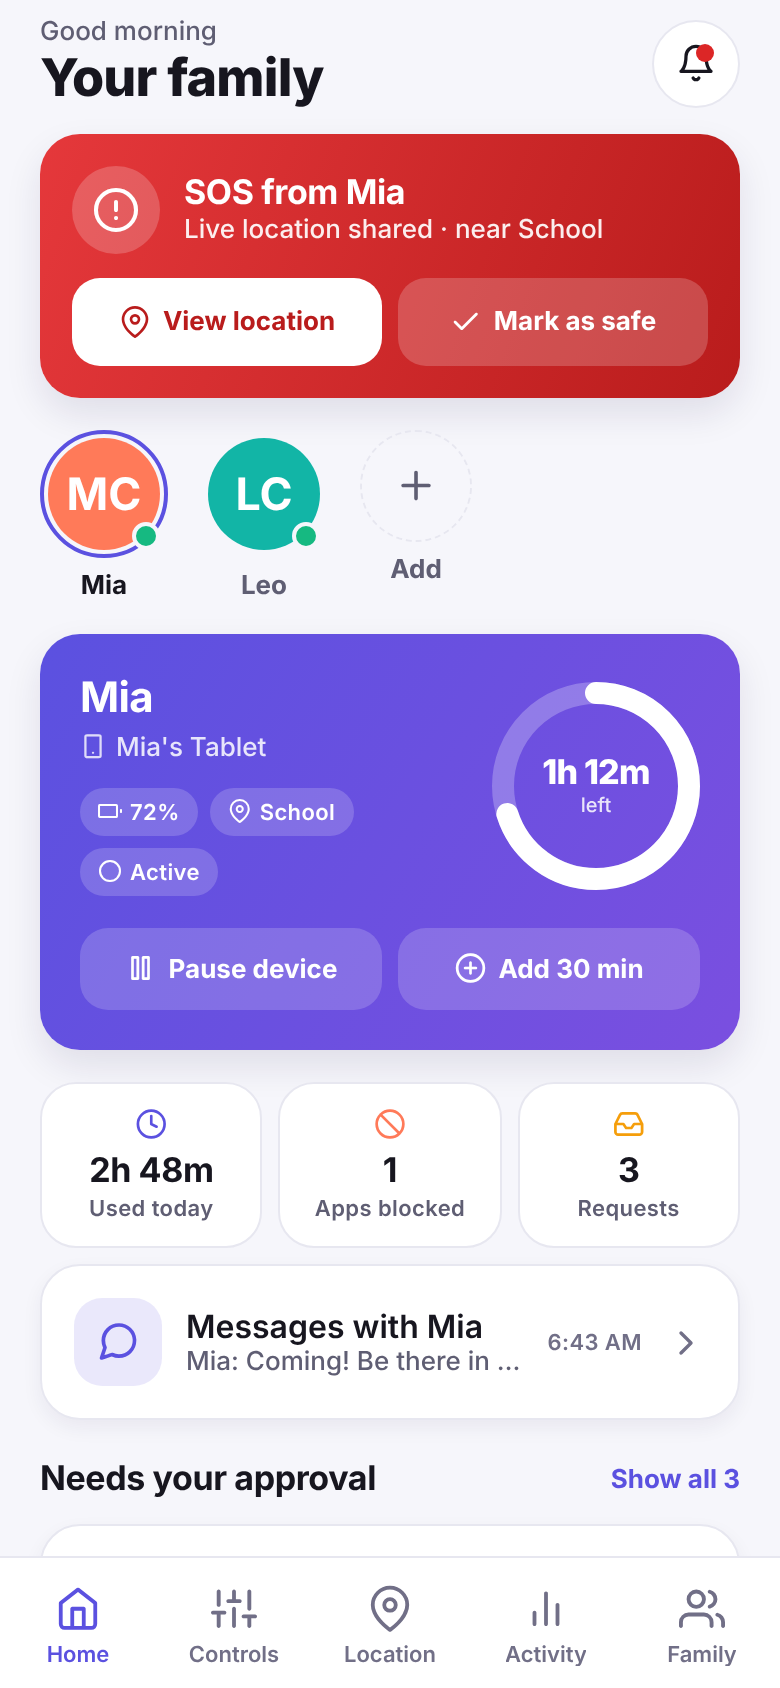 Good morning
Your family
SOS from Mia
Live location shared · near School
View location
Mark as safe
MC
LC
Mia
Leo
Add
Mia
Mia's Tablet
72%
School
Active
1h 12m
left
Pause device
Add 30 min
2h 48m
Used today
1
Apps blocked
3
Requests
Messages with Mia
Mia: Coming! Be there in ...
6:43 AM
Needs your approval
Show all 3
Home
Controls
Location
Activity
Family